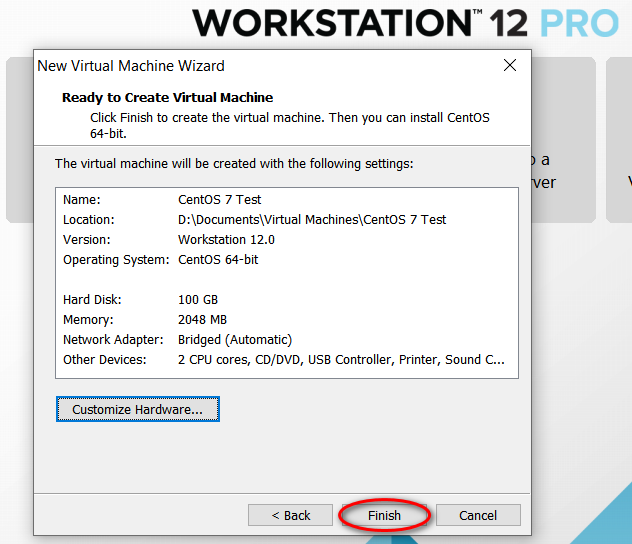 WORKSTATION™ 12 PRO
New Virtual Machine Wizard
Ready to Create Virtual Machine
Click Finish to create the virtual machine. Then you can install CentOS
64-bit.
The virtual machine will be created with the following settings:
Name: CentOS 7 Test
Location: D:\Documents\Virtual Machines\CentOS 7 Test
Version: Workstation 12.0
Operating System: CentOS 64-bit
Hard Disk: 100 GB
Memory: 2048 MB
Network Adapter: Bridged (Automatic)
Other Devices: 2 CPU cores, CD/DVD, USB Controller, Printer, Sound C...
Customize Hardware...
< Back Finish Cancel
a